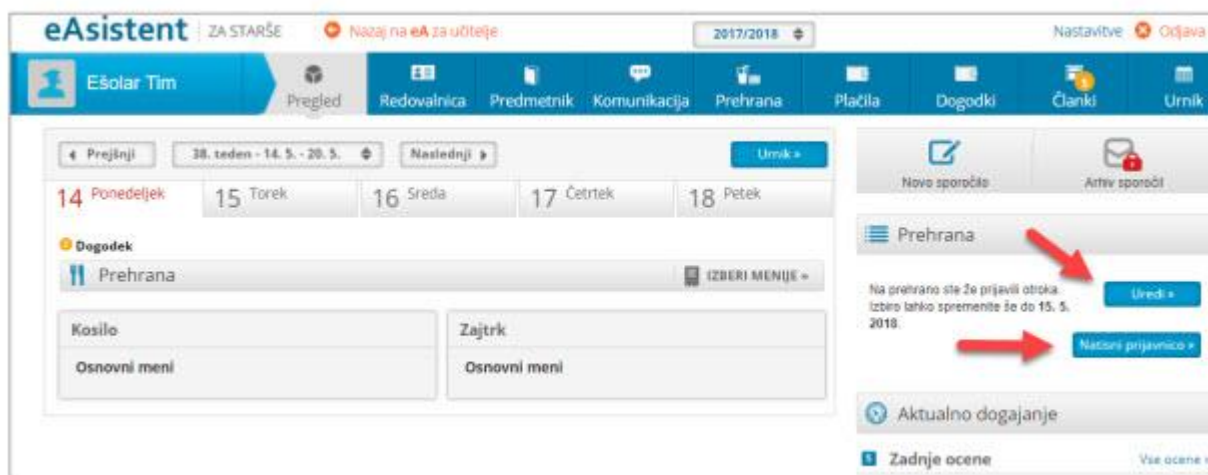 eAsistent ZA STARŠE Nazaj na eA za učitelje 2017/2018 Nastavitve Odjava
Ešolar Tim Pregled Redovalnica Predmetnik Komunikacija Prehrana Plačila Dogodki Članki Urnik
Prejšnji 38. teden - 14. 5. - 20. 5. Naslednji Urnik »
14 Ponedeljek 15 Torek 16 Sreda 17 Četrtek 18 Petek
Dogodek
Prehrana IZBERI MENIJE »
Kosilo Zajtrk
Osnovni meni Osnovni meni
Novo sporočilo Arhiv sporočil
Prehrana
Na prehrano ste že prijavili otroka.
Izbiro lahko spremenite še do 15. 5.
2018.
Uredi »
Natisni prijavnico »
Aktualno dogajanje
5 Zadnje ocene Vse ocene »